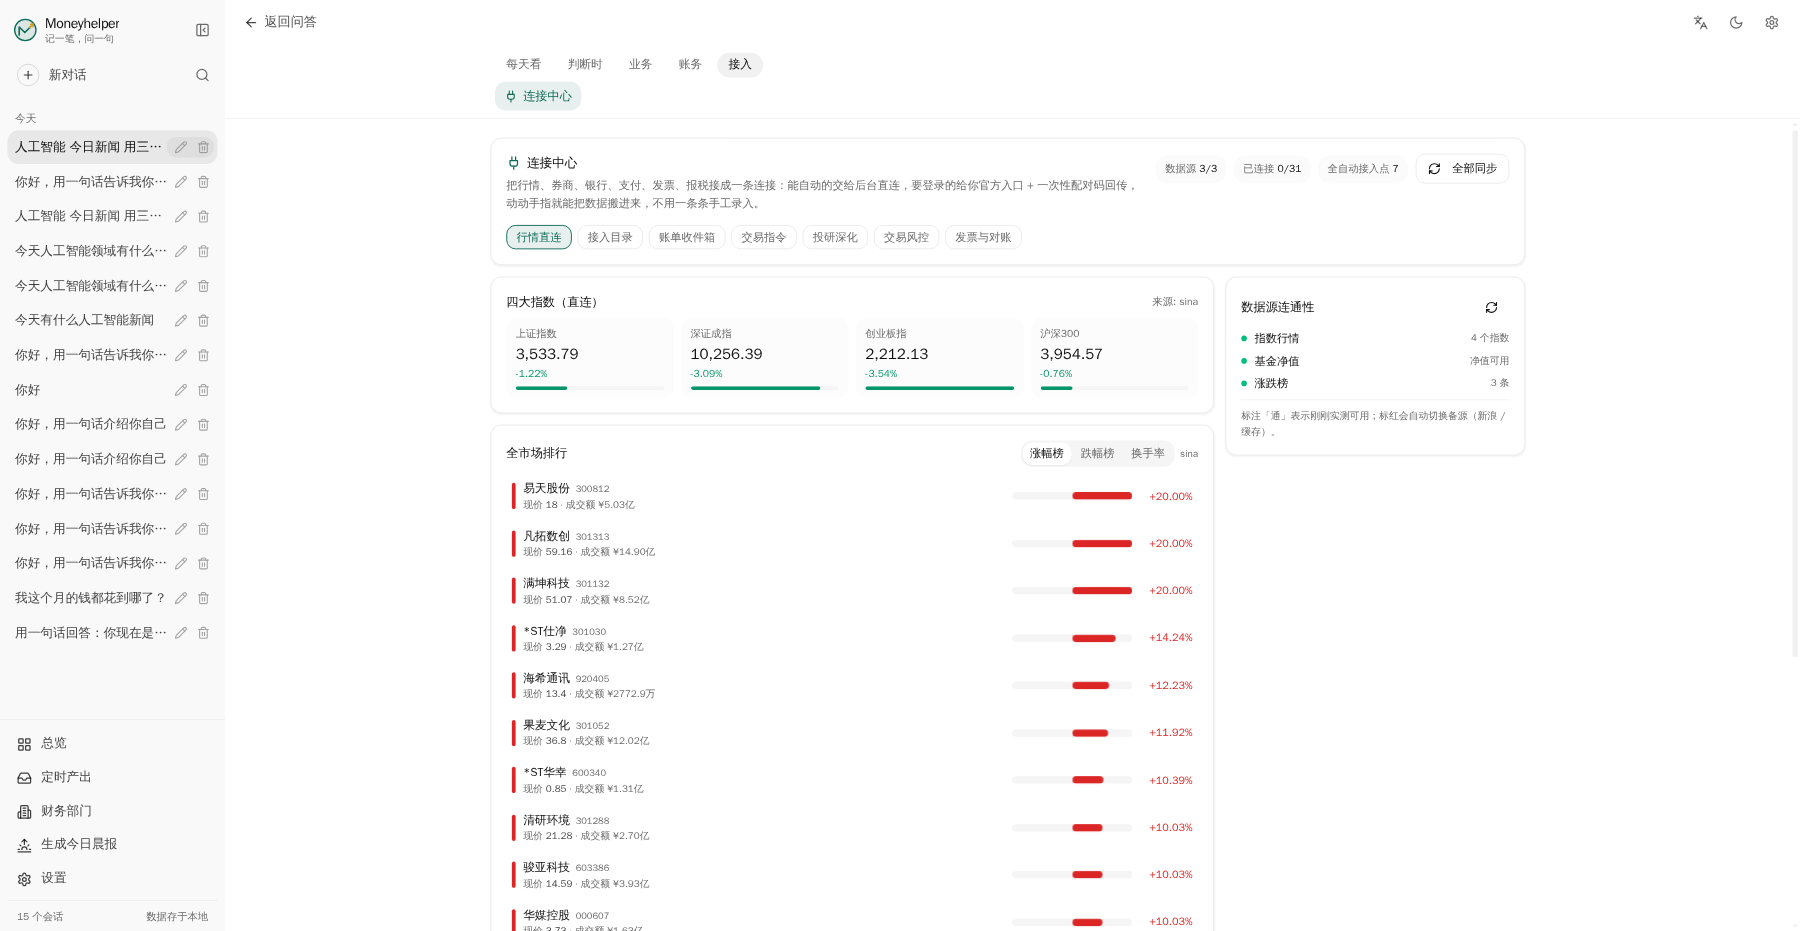 Moneyhelper
记一笔，问一句
新对话
今天
人工智能 今日新闻 用三…
你好，用一句话告诉我你…
人工智能 今日新闻 用三…
今天人工智能领域有什么…
今天人工智能领域有什么…
今天有什么人工智能新闻
你好，用一句话告诉我你…
你好
你好，用一句话介绍你自己
你好，用一句话介绍你自己
你好，用一句话告诉我你…
你好，用一句话告诉我你…
你好，用一句话告诉我你…
我这个月的钱都花到哪了？
用一句话回答：你现在是…
总览
定时产出
财务部门
生成今日晨报
设置
15 个会话 数据存于本地
返回问答
每天看 判断时 业务 账务 接入
连接中心
连接中心
数据源 3/3 已连接 0/31 全自动接入点 7 全部同步
把行情、券商、银行、支付、发票、报税接成一条连接：能自动的交给后台直连，要登录的给你官方入口 + 一次性配对码回传，
动动手指就能把数据搬进来，不用一条条手工录入。
行情直连 接入目录 账单收件箱 交易指令 投研深化 交易风控 发票与对账
四大指数（直连） 来源: sina
上证指数 深证成指 创业板指 沪深300
3,533.79 10,256.39 2,212.13 3,954.57
-1.22% -3.09% -3.54% -0.76%
数据源连通性
指数行情 4 个指数
基金净值 净值可用
涨跌榜 3 条
标注「通」表示刚刚实测可用；标红会自动切换备源（新浪 /
缓存）。
全市场排行 涨幅榜 跌幅榜 换手率 sina
易天股份 300812
现价 18 · 成交额 ¥5.03亿
+20.00%
凡拓数创 301313
现价 59.16 · 成交额 ¥14.90亿
+20.00%
满坤科技 301132
现价 51.07 · 成交额 ¥8.52亿
+20.00%
*ST仕净 301030
现价 3.29 · 成交额 ¥1.27亿
+14.24%
海希通讯 920405
现价 13.4 · 成交额 ¥2772.9万
+12.23%
果麦文化 301052
现价 36.8 · 成交额 ¥12.02亿
+11.92%
*ST华幸 600340
现价 0.85 · 成交额 ¥1.31亿
+10.39%
清研环境 301288
现价 21.28 · 成交额 ¥2.70亿
+10.03%
骏亚科技 603386
现价 14.59 · 成交额 ¥3.93亿
+10.03%
华媒控股 000607
现价 3.73 · 成交额 ¥1.63亿
+10.03%